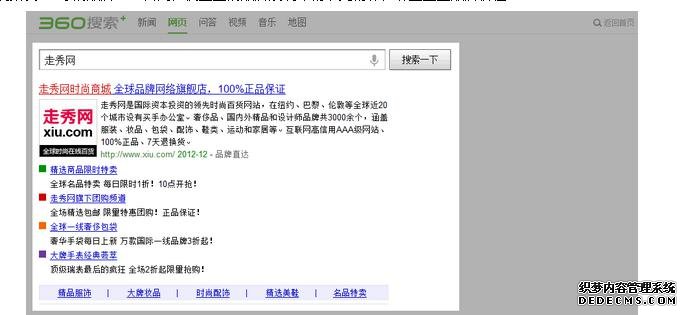 360搜索+ 新闻 网页 问答 视频 音乐 地图 返回首页
走秀网 搜索一下
走秀网时尚商城 全球品牌网络旗舰店，100%正品保证
走秀网
xiu.com
全球时尚在线百货
走秀网是国际资本投资的领先时尚百货网站，在纽约、巴黎、伦敦等全球近20
个城市设有买手办公室。奢侈品、国内外精品和设计师品牌共3000余个，涵盖
服装、妆品、包袋、配饰、鞋类、运动和家居等。互联网高信用AAA级网站、
100%正品、7天退换货。
http://www.xiu.com/ 2012-12 - 品牌直达
精选商品限时特卖
全球名品特卖 每日限时1折！10点开抢！
走秀网旗下团购频道
全场精选包邮 限量特惠团购！正品保证！
全球一线奢侈包袋
奢华手袋每日上新 万款国际一线品牌3折起！
大牌手表经典荟萃
顶级瑞表最后的疯狂 全场2折起限量抢购！
精品服饰 | 大牌妆品 | 时尚配饰 | 精选美鞋 | 名品特卖
织梦内容管理系统
DEDECMS.COM